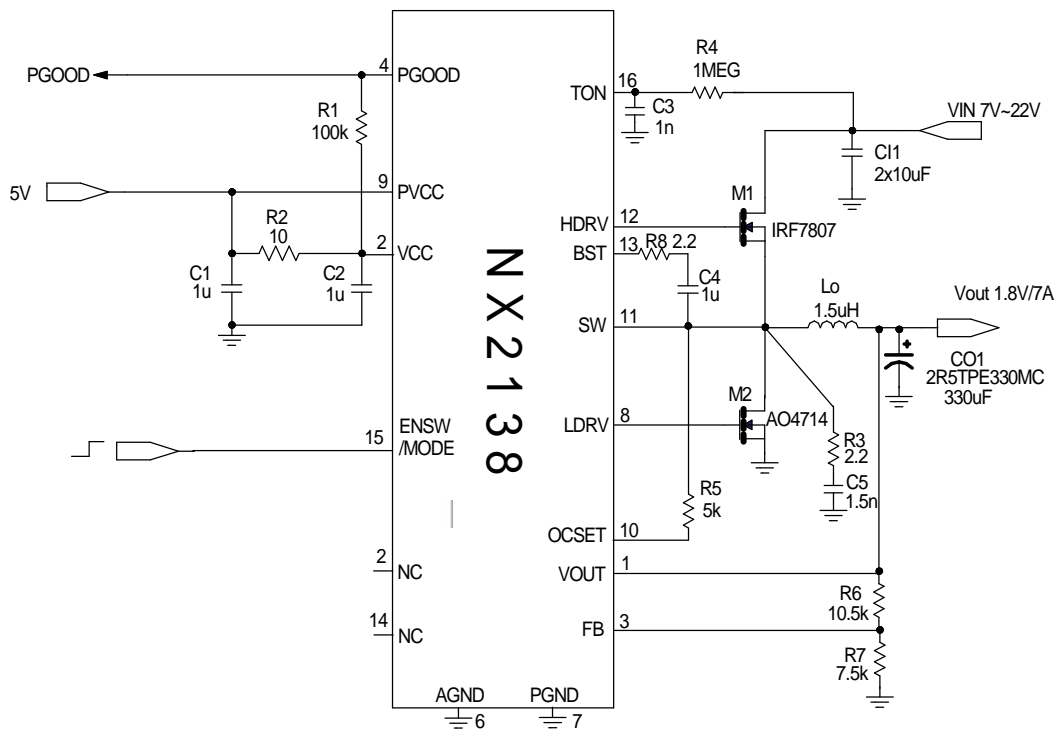 PGOOD
4
PGOOD
R1
100k
5V
9
PVCC
R2
10
2
VCC
C1
1u
C2
1u
ENSW
/MODE
15
2
NC
14
NC
AGND
6
PGND
7
NX2138
16
TON
C3
1n
R4
1MEG
VIN 7V~22V
CI1
2x10uF
M1
IRF7807
HDRV
12
BST
13
R8 2.2
C4
1u
SW
11
Lo
1.5uH
Vout 1.8V/7A
CO1
2R5TPE330MC
330uF
M2
AO4714
LDRV
8
R3
2.2
C5
1.5n
R5
5k
OCSET
10
VOUT
1
R6
10.5k
FB
3
R7
7.5k